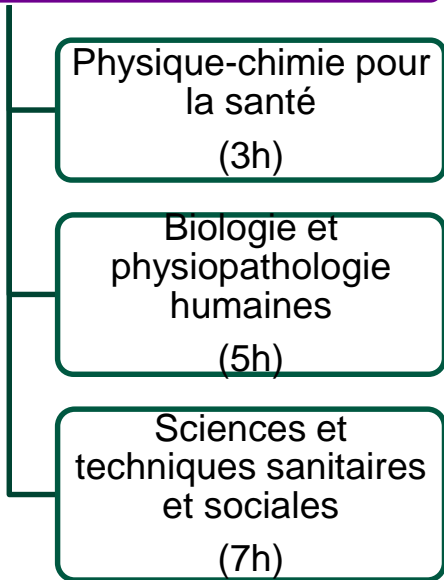 Physique-chimie pour
la santé
(3h)
Biologie et
physiopathologie
humaines
(5h)
Sciences et
techniques sanitaires
et sociales
(7h)